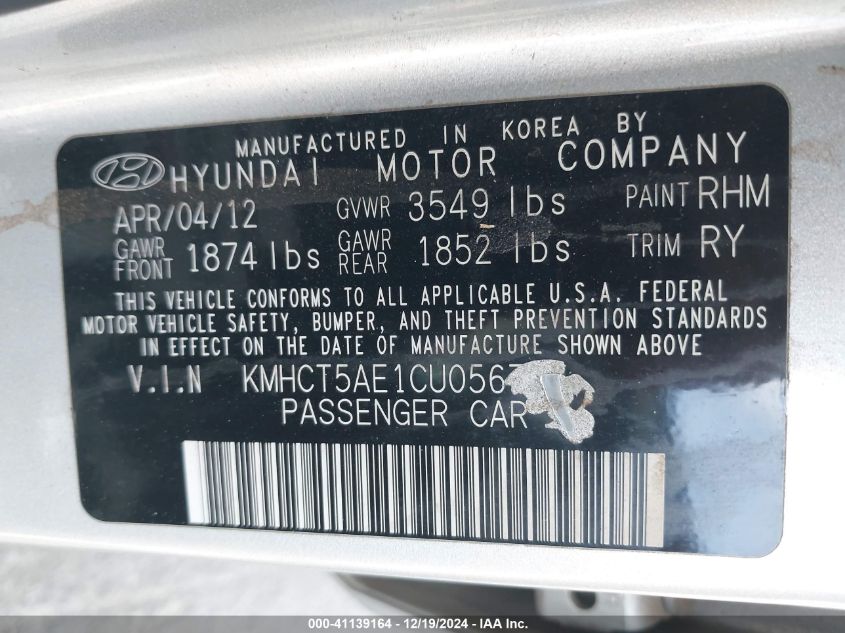 MANUFACTURED IN KOREA BY
HYUNDAI MOTOR COMPANY
APR/04/12 GVWR 3549 lbs PAINT RHM
GAWR FRONT 1874 lbs GAWR REAR 1852 lbs TRIM RY
THIS VEHICLE CONFORMS TO ALL APPLICABLE U.S.A. FEDERAL
MOTOR VEHICLE SAFETY, BUMPER, AND THEFT PREVENTION STANDARDS
IN EFFECT ON THE DATE OF MANUFACTURE SHOWN ABOVE
V.I.N KMHCT5AE1CU056
PASSENGER CAR
000-41139164 - 12/19/2024 - IAA Inc.